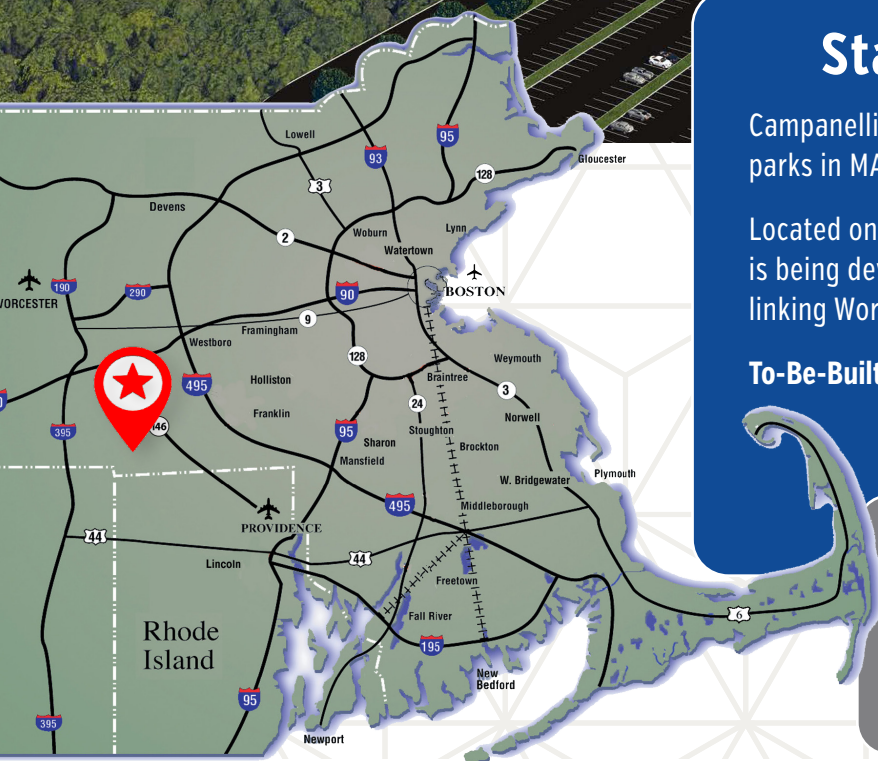 Sta
Campanelli
parks in MA
Located on
is being dev
linking Wor
To-Be-Built
Lowell
95
93
Gloucester
128
3
Devens
Woburn
Lynn
2
Watertown
190
290
90
BOSTON
WORCESTER
9
Framingham
Westboro
128
Weymouth
Holliston
495
Braintree
3
24
Franklin
Norwell
146
395
95
Stoughton
Sharon
Brockton
Mansfield
W. Bridgewater
Plymouth
495
Middleborough
PROVIDENCE
44
44
Lincoln
Freetown
6
Fall River
Rhode
Island
195
New
Bedford
95
395
Newport